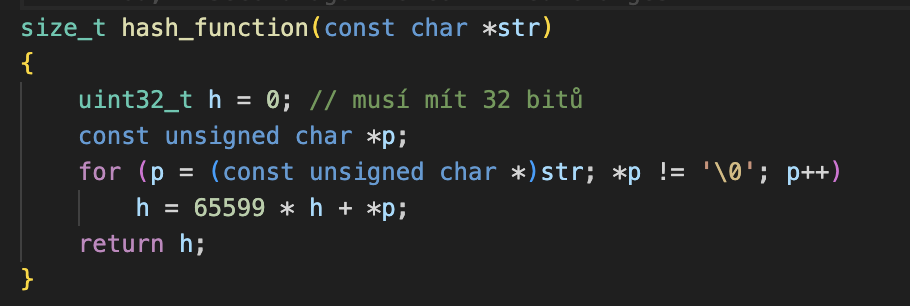 size_t hash_function(const char *str)
{
    uint32_t h = 0; // musí mít 32 bitů
    const unsigned char *p;
    for (p = (const unsigned char *)str; *p != '\0'; p++)
        h = 65599 * h + *p;
    return h;
}